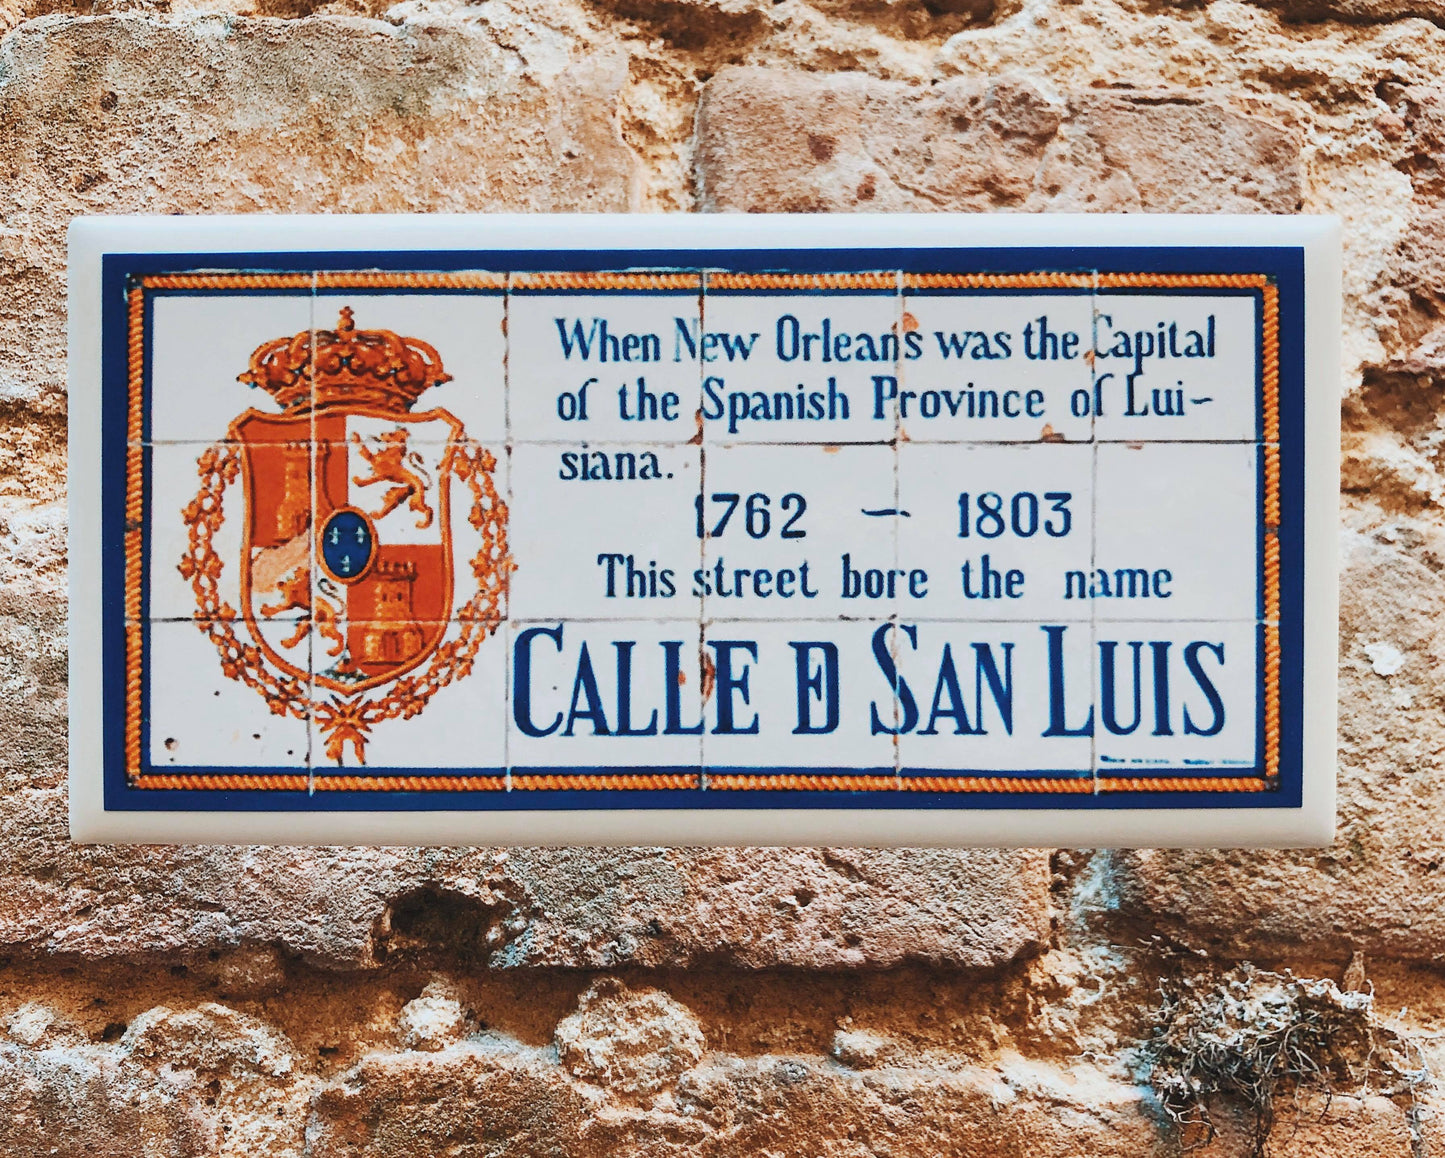 When New Orleans was the Capital
of the Spanish Province of Lui-
siana.
1762 - 1803
This street bore the name
CALLE D SAN LUIS